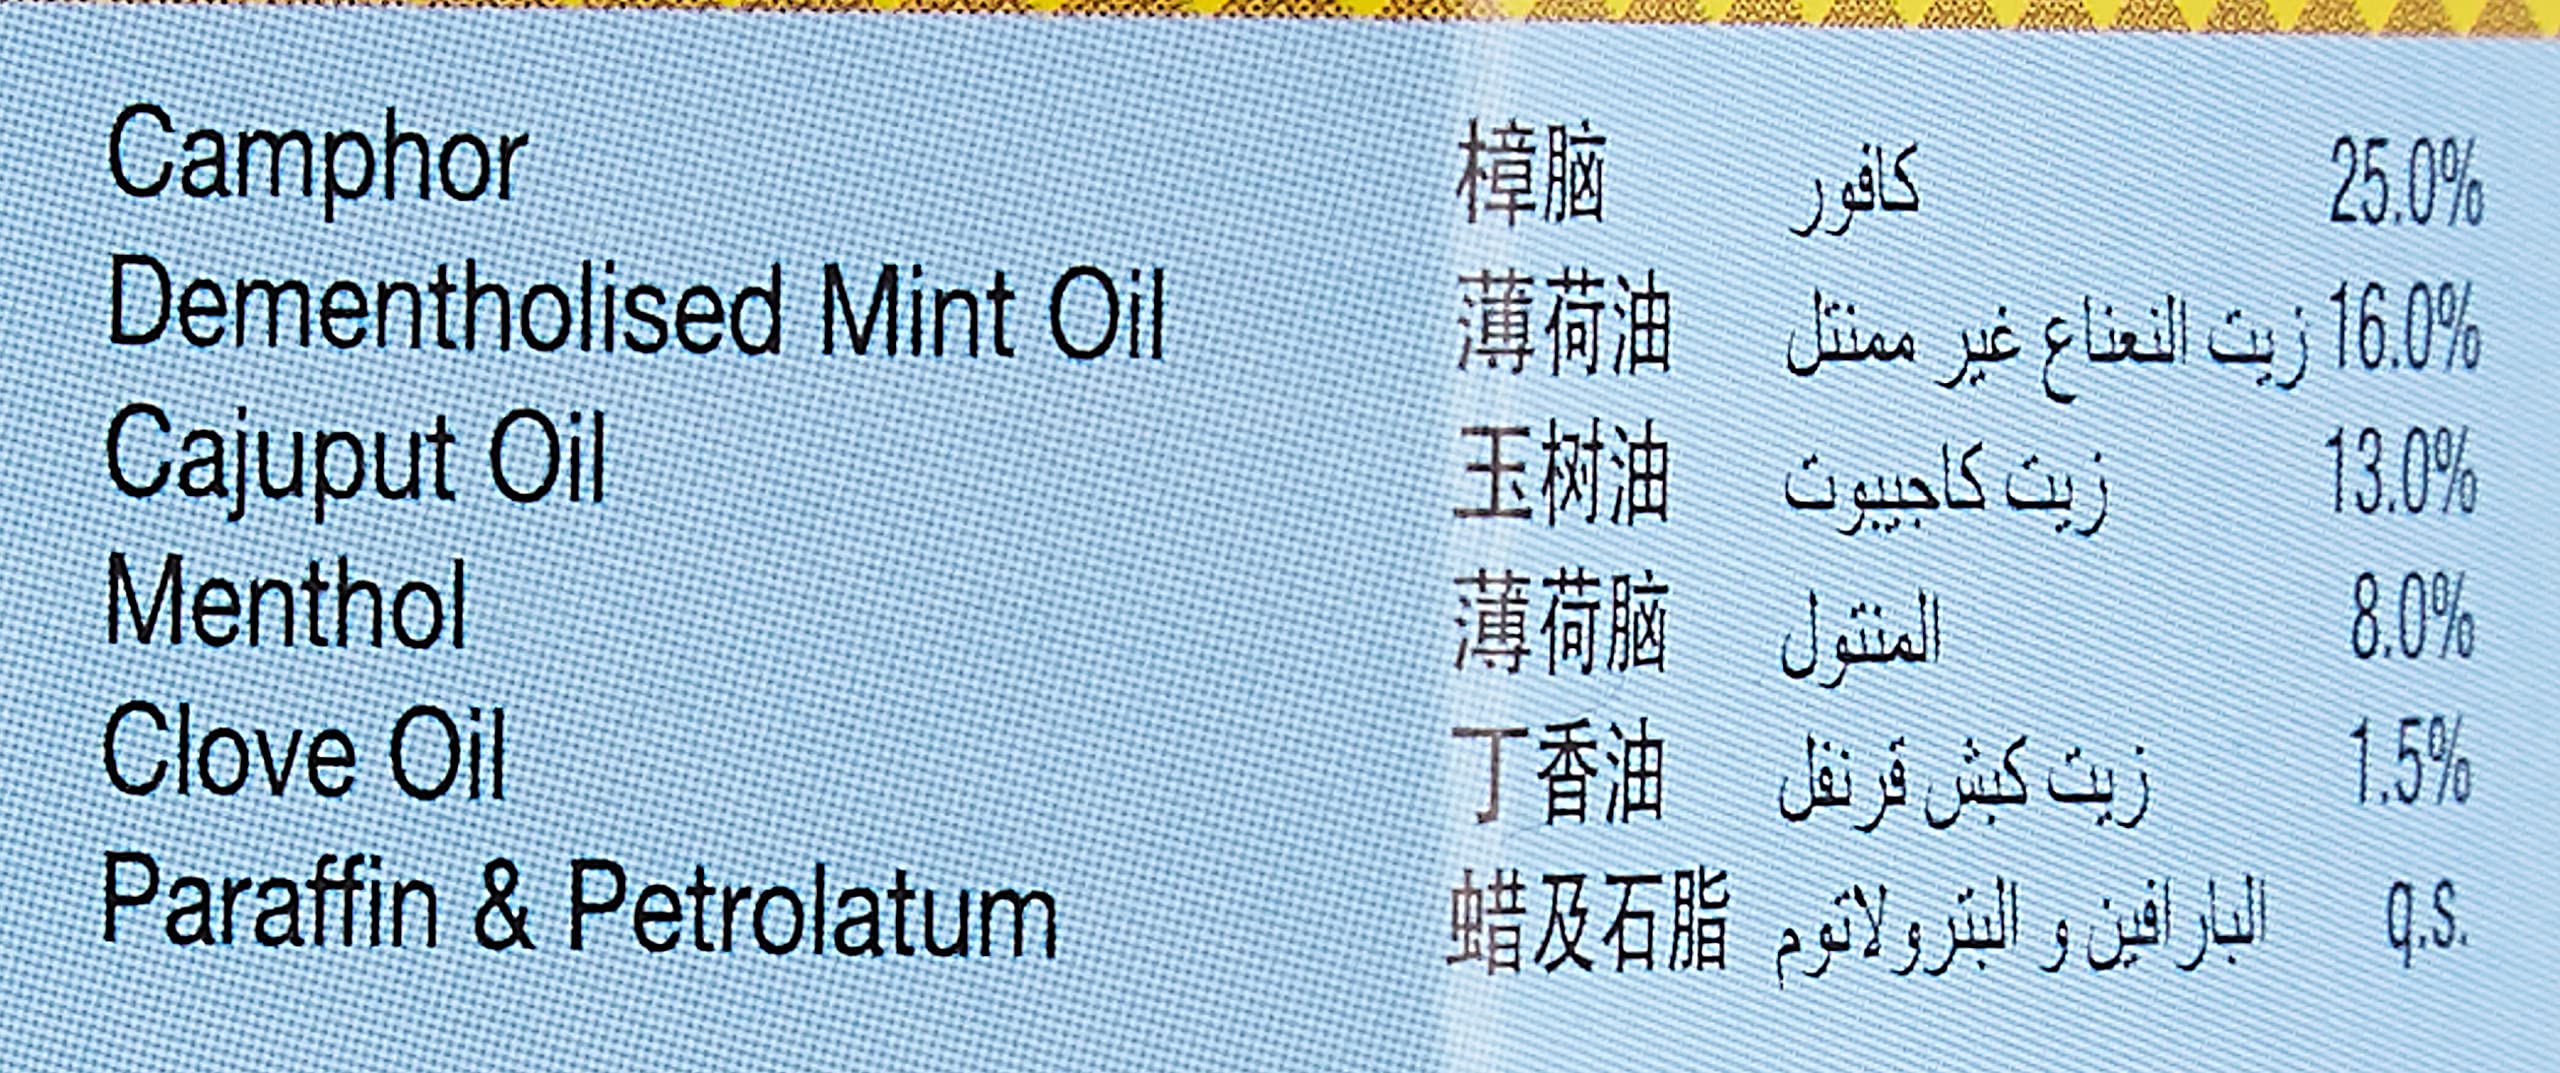 Camphor 樟脑 كافور 25.0%
Dementholised Mint Oil 薄荷油 زيت النعناع غير ممنتل 16.0%
Cajuput Oil 玉树油 زيت كاجيبوت 13.0%
Menthol 薄荷脑 المنتول 8.0%
Clove Oil 丁香油 زيت كبش قرنفل 1.5%
Paraffin & Petrolatum 蜡及石脂 البارافين و البترولاتوم q.s.